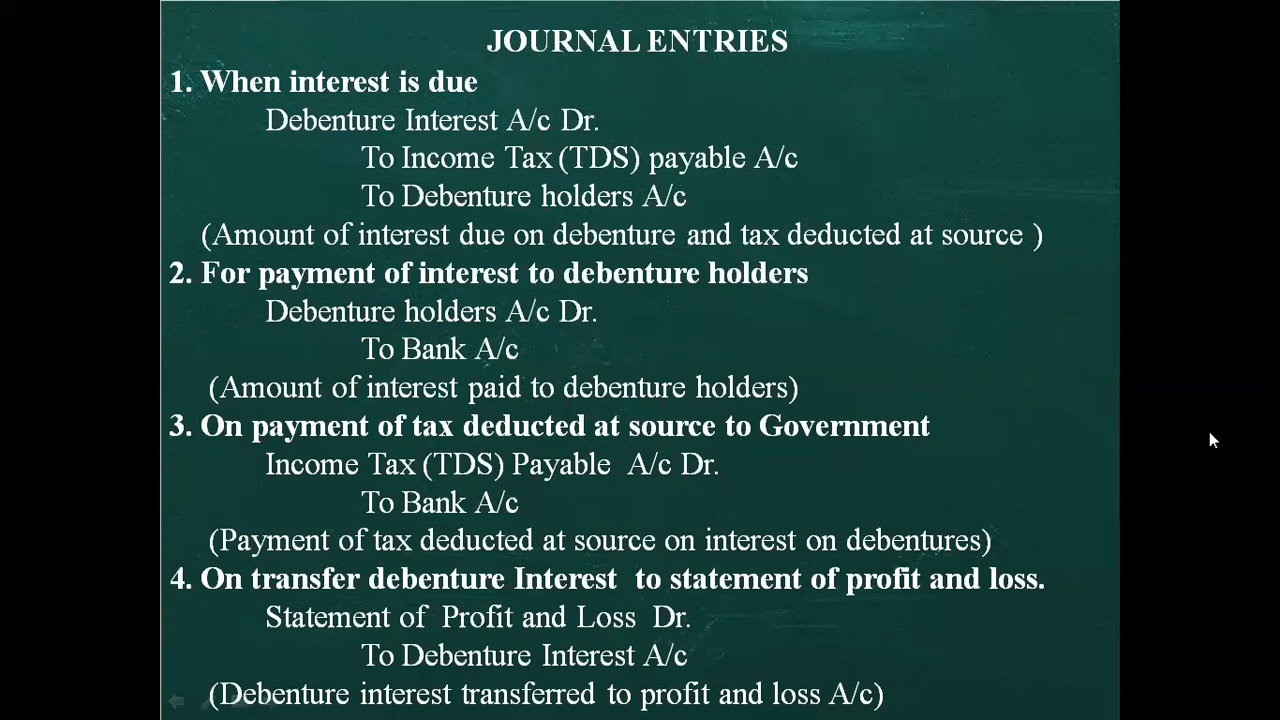 JOURNAL ENTRIES
1. When interest is due
Debenture Interest A/c Dr.
To Income Tax (TDS) payable A/c
To Debenture holders A/c
(Amount of interest due on debenture and tax deducted at source )
2. For payment of interest to debenture holders
Debenture holders A/c Dr.
To Bank A/c
(Amount of interest paid to debenture holders)
3. On payment of tax deducted at source to Government
Income Tax (TDS) Payable A/c Dr.
To Bank A/c
(Payment of tax deducted at source on interest on debentures)
4. On transfer debenture Interest to statement of profit and loss.
Statement of Profit and Loss Dr.
To Debenture Interest A/c
(Debenture interest transferred to profit and loss A/c)